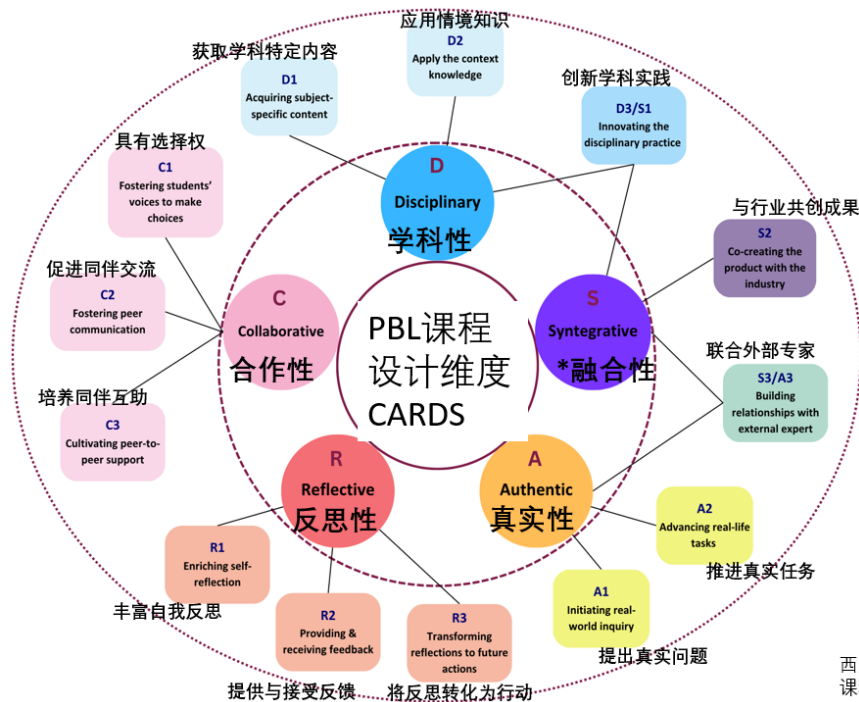 应用情境知识
D2
Apply the context
knowledge
获取学科特定内容
D1
Acquiring subject-
specific content
创新学科实践
D3/S1
Innovating the
disciplinary practice
具有选择权
C1
Fostering students’
voices to make
choices
D
Disciplinary
学科性
与行业共创成果
S2
Co-creating the
product with the
industry
促进同伴交流
C2
Fostering peer
communication
C
Collaborative
合作性
PBL课程
设计维度
CARDS
S
Syntegrative
*融合性
联合外部专家
S3/A3
Building
relationships with
external expert
培养同伴互助
C3
Cultivating peer-to-
peer support
R
Reflective
反思性
A
Authentic
真实性
A2
Advancing real-life
tasks
推进真实任务
R1
Enriching self-
reflection
丰富自我反思
R2
Providing &
receiving feedback
提供与接受反馈
R3
Transforming
reflections to future
actions
将反思转化为行动
A1
Initiating real-
world inquiry
提出真实问题
西
课